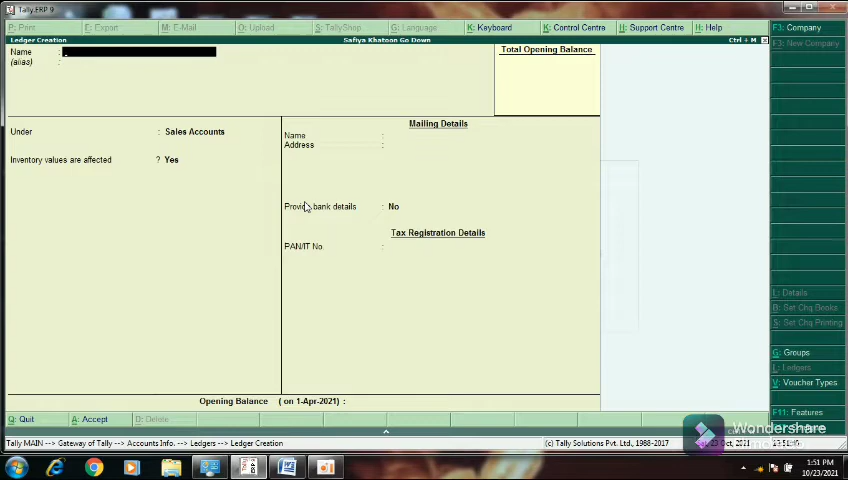 Tally.ERP 9
P: Print
E: Export
M: E-Mail
O: Upload
S: TallyShop
G: Language
K: Keyboard
K: Control Centre
H: Support Centre
H: Help
F3: Company
F3: New Company
Ledger Creation
Safiya Khatoon Go Down
Ctrl + M
Name :
(alias) :
Total Opening Balance
Under : Sales Accounts
Inventory values are affected ? Yes
Mailing Details
Name :
Address :
Provide bank details : No
Tax Registration Details
PAN/IT No. :
L: Details
B: Set Chq Books
S: Set Chq Printing
G: Groups
L: Ledgers
V: Voucher Types
F11: Features
Opening Balance ( on 1-Apr-2021) :
Q: Quit
A: Accept
D: Delete
Wondershare
Tally MAIN --> Gateway of Tally --> Accounts Info. --> Ledgers --> Ledger Creation
(c) Tally Solutions Pvt. Ltd., 1988-2017
Sat, 23 Oct, 2021
1:51 PM
10/23/2021